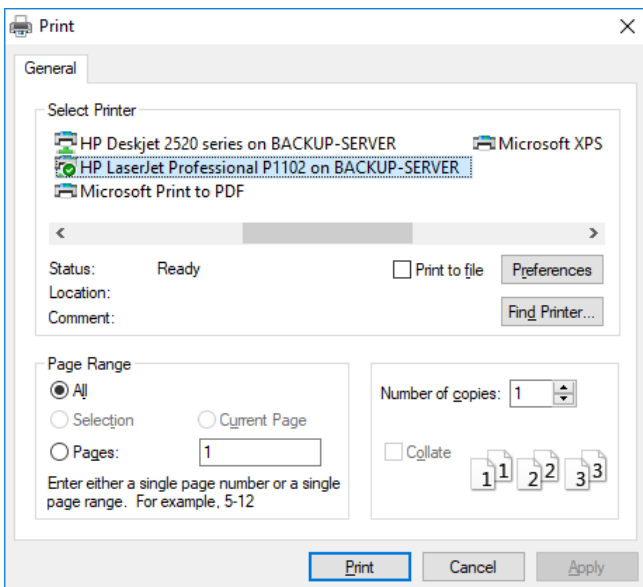 Print
General
Select Printer
HP Deskjet 2520 series on BACKUP-SERVER
Microsoft XPS
HP LaserJet Professional P1102 on BACKUP-SERVER
Microsoft Print to PDF
Status: Ready
Print to file
Preferences
Location:
Comment:
Find Printer...
Page Range
All
Selection
Current Page
Pages: 1
Enter either a single page number or a single
page range. For example, 5-12
Number of copies: 1
Collate
1 1 2 2 3 3
Print
Cancel
Apply